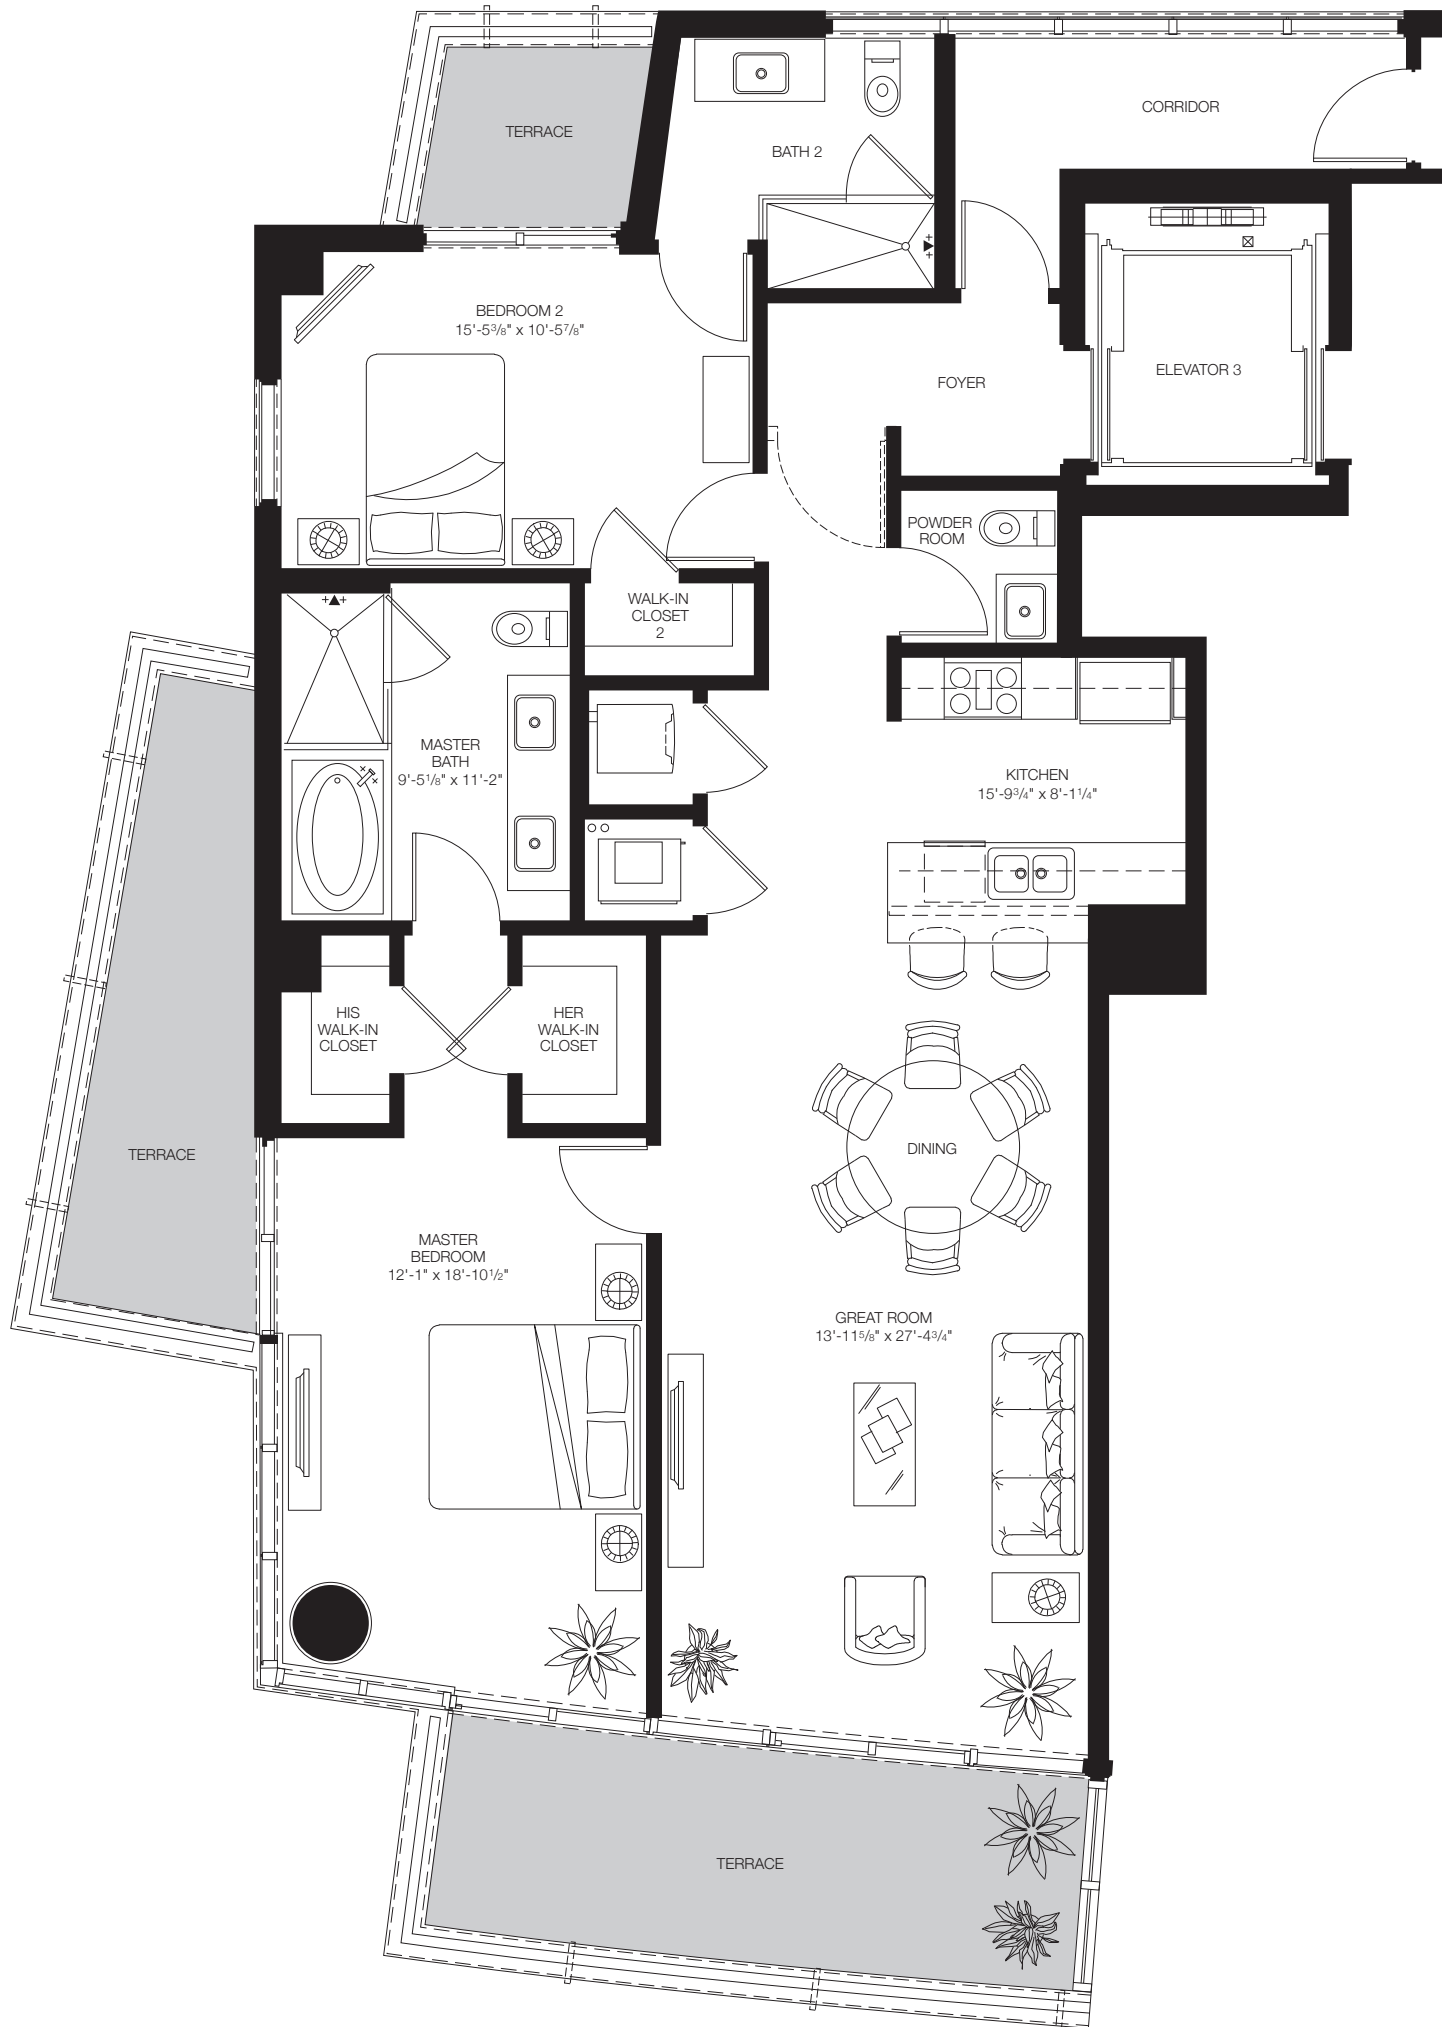 CORRIDOR
TERRACE
BATH 2
BEDROOM 2
15'-5³/₈" x 10'-5⁷/₈"
FOYER
ELEVATOR 3
POWDER
ROOM
WALK-IN
CLOSET
2
MASTER
BATH
9'-5¹/₈" x 11'-2"
KITCHEN
15'-9³/₄" x 8'-1¹/₄"
HIS
WALK-IN
CLOSET
HER
WALK-IN
CLOSET
TERRACE
DINING
MASTER
BEDROOM
12'-1" x 18'-10¹/₂"
GREAT ROOM
13'-11⁵/₈" x 27'-4³/₄"
TERRACE